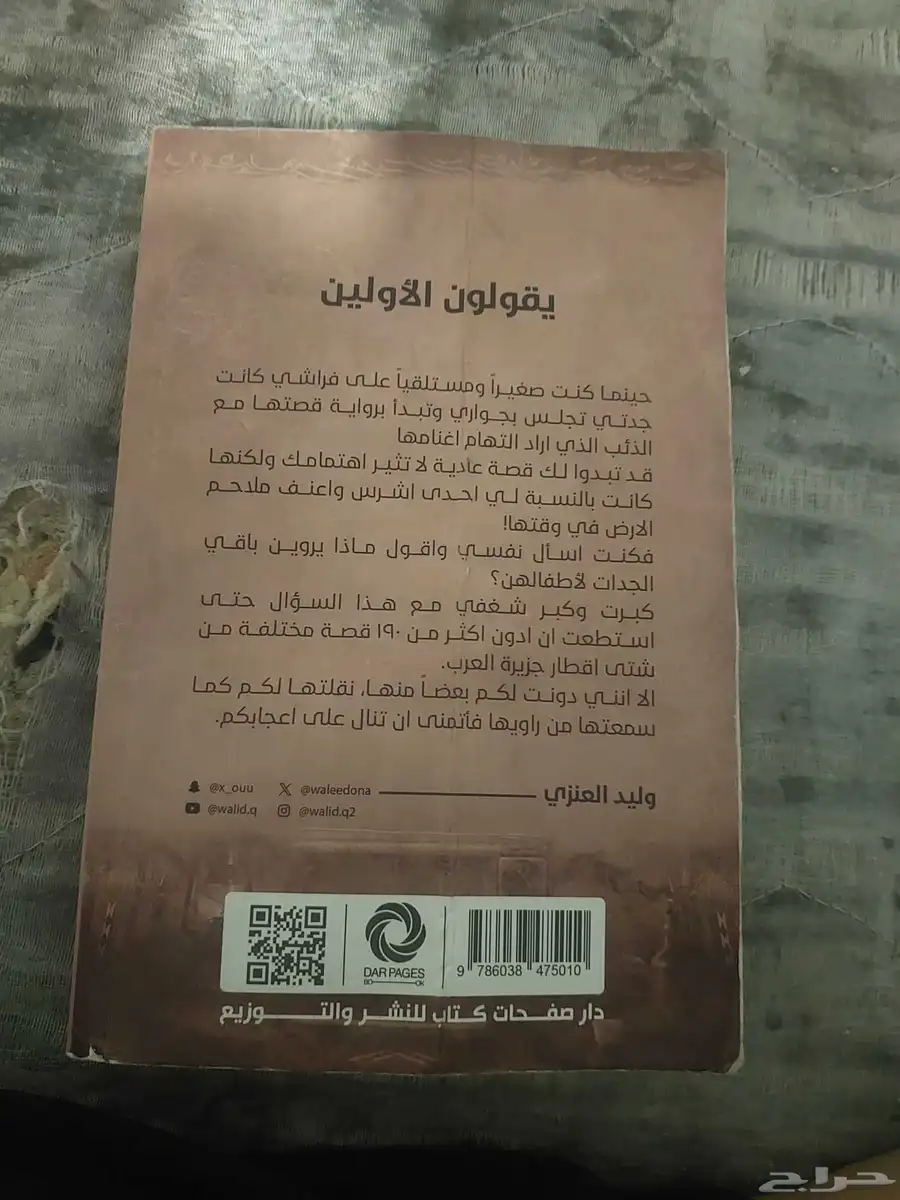 يقولون الأولين
حينما كنت صغيراً ومستلقياً على فراشي كانت
جدتي تجلس بجواري وتبدأ برواية قصتها مع
الذئب الذي اراد التهام اغنامها
قد تبدوا لك قصة عادية لا تثير اهتمامك ولكنها
كانت بالنسبة لي احدى اشرس واعنف ملاحم
الارض في وقتها!
فكنت اسأل نفسي واقول ماذا يروين باقي
الجدات لأطفالهن؟
كبرت وكبر شغفي مع هذا السؤال حتى
استطعت ان ادون اكثر من ١٩٠ قصة مختلفة من
شتى اقطار جزيرة العرب.
الا انني دونت لكم بعضاً منها، نقلتها لكم كما
سمعتها من راويها فأتمنى ان تنال على اعجابكم.
وليد العنزي
@waleedona
@x_ouu
@walid.q2
@walid.q
9 786038 475010
DAR PAGES
BO OK
دار صفحات كتاب للنشر والتوزيع
حراج